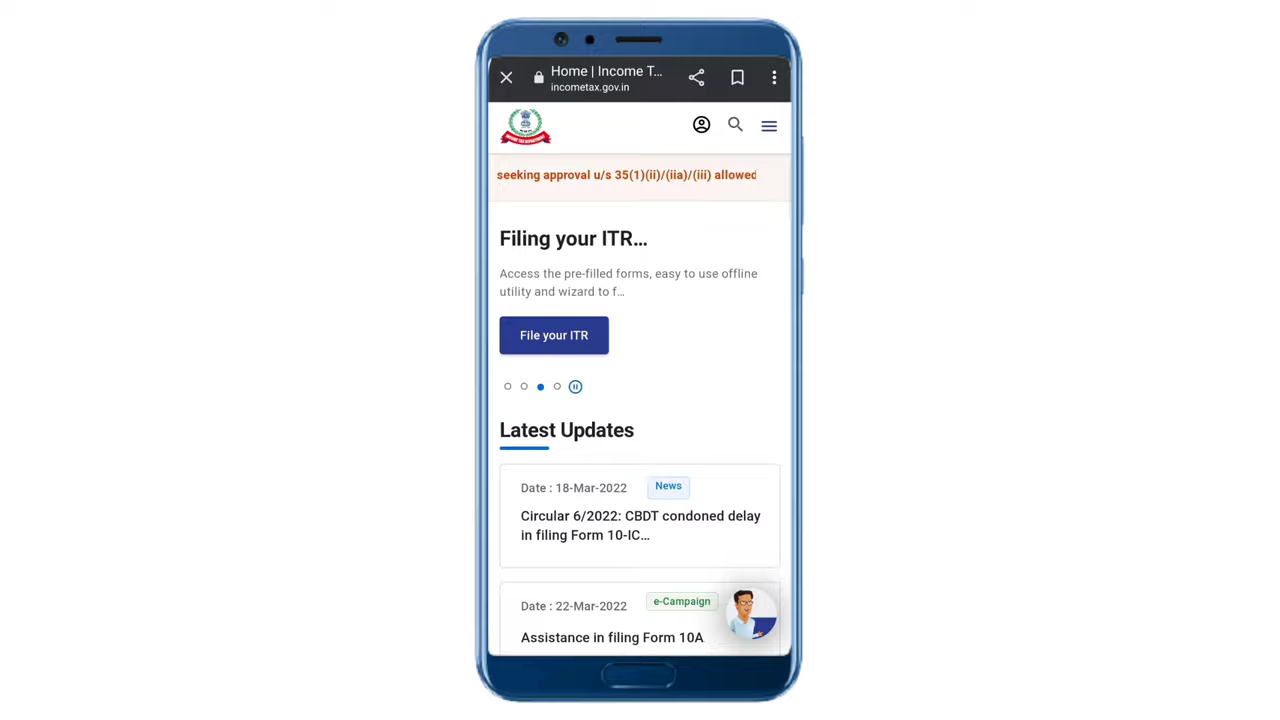 Home | Income T...
incometax.gov.in
seeking approval u/s 35(1)(ii)/(iia)/(iii) allowed
Filing your ITR...
Access the pre-filled forms, easy to use offline
utility and wizard to f...
File your ITR
Latest Updates
Date : 18-Mar-2022 News
Circular 6/2022: CBDT condoned delay
in filing Form 10-IC...
Date : 22-Mar-2022 e-Campaign
Assistance in filing Form 10A